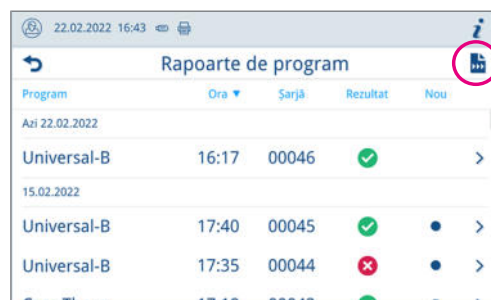 22.02.2022 16:43
Rapoarte de program
Program Ora ▼ Șarjă Rezultat Nou
Azi 22.02.2022
Universal-B 16:17 00046
15.02.2022
Universal-B 17:40 00045
Universal-B 17:35 00044